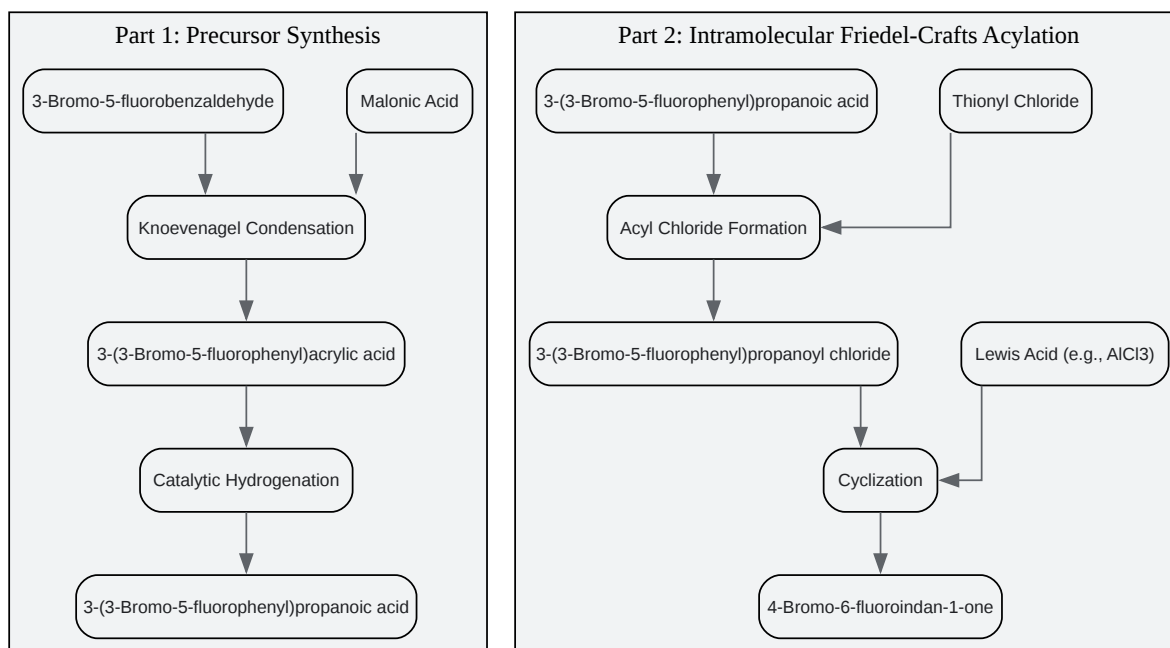 Part 1: Precursor Synthesis
3-Bromo-5-fluorobenzaldehyde
Malonic Acid
Knoevenagel Condensation
3-(3-Bromo-5-fluorophenyl)acrylic acid
Catalytic Hydrogenation
3-(3-Bromo-5-fluorophenyl)propanoic acid
Part 2: Intramolecular Friedel-Crafts Acylation
3-(3-Bromo-5-fluorophenyl)propanoic acid
Thionyl Chloride
Acyl Chloride Formation
3-(3-Bromo-5-fluorophenyl)propanoyl chloride
Lewis Acid (e.g., AlCl3)
Cyclization
4-Bromo-6-fluoroindan-1-one